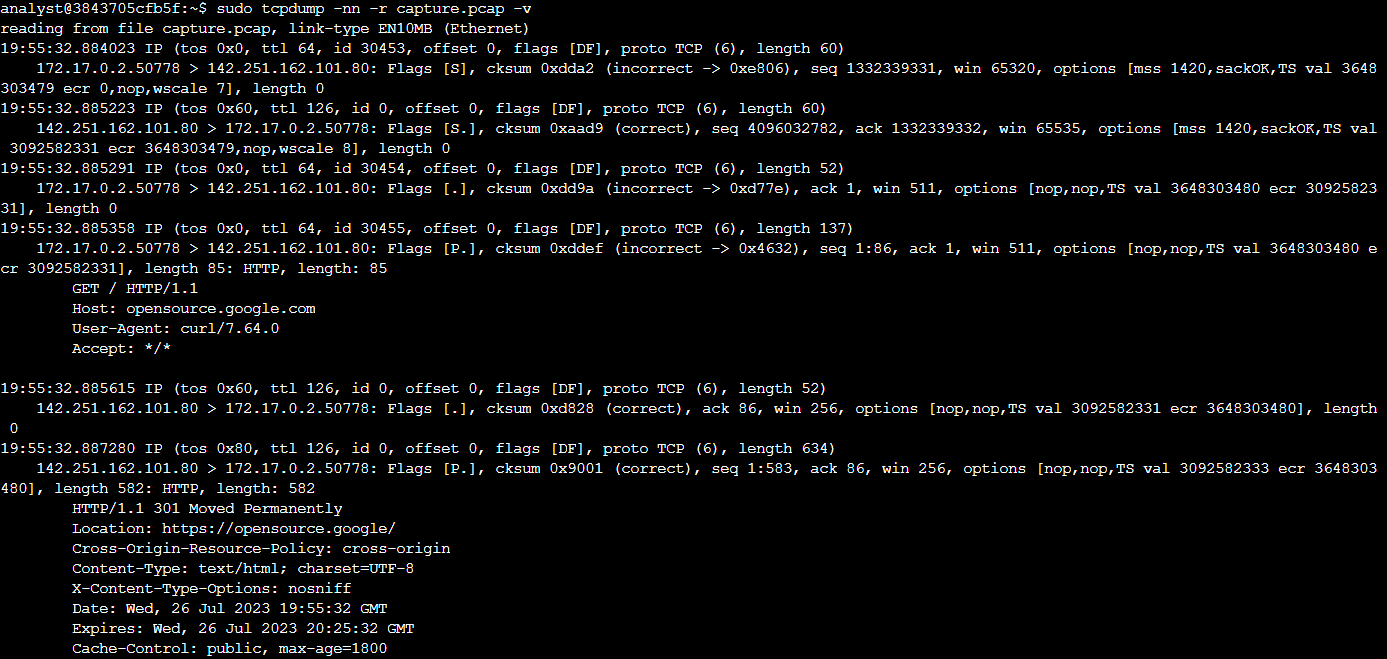 analyst@3843705cfb5f:~$ sudo tcpdump -nn -r capture.pcap -v
reading from file capture.pcap, link-type EN10MB (Ethernet)
19:55:32.884023 IP (tos 0x0, ttl 64, id 30453, offset 0, flags [DF], proto TCP (6), length 60)
    172.17.0.2.50778 > 142.251.162.101.80: Flags [S], cksum 0xdda2 (incorrect -> 0xe806), seq 1332339331, win 65320, options [mss 1420,sackOK,TS val 3648
303479 ecr 0,nop,wscale 7], length 0
19:55:32.885223 IP (tos 0x60, ttl 126, id 0, offset 0, flags [DF], proto TCP (6), length 60)
    142.251.162.101.80 > 172.17.0.2.50778: Flags [S.], cksum 0xaad9 (correct), seq 4096032782, ack 1332339332, win 65535, options [mss 1420,sackOK,TS val
 3092582331 ecr 3648303479,nop,wscale 8], length 0
19:55:32.885291 IP (tos 0x0, ttl 64, id 30454, offset 0, flags [DF], proto TCP (6), length 52)
    172.17.0.2.50778 > 142.251.162.101.80: Flags [.], cksum 0xdd9a (incorrect -> 0xd77e), ack 1, win 511, options [nop,nop,TS val 3648303480 ecr 30925823
31], length 0
19:55:32.885358 IP (tos 0x0, ttl 64, id 30455, offset 0, flags [DF], proto TCP (6), length 137)
    172.17.0.2.50778 > 142.251.162.101.80: Flags [P.], cksum 0xddef (incorrect -> 0x4632), seq 1:86, ack 1, win 511, options [nop,nop,TS val 3648303480 e
cr 3092582331], length 85: HTTP, length: 85
        GET / HTTP/1.1
        Host: opensource.google.com
        User-Agent: curl/7.64.0
        Accept: */*

19:55:32.885615 IP (tos 0x60, ttl 126, id 0, offset 0, flags [DF], proto TCP (6), length 52)
    142.251.162.101.80 > 172.17.0.2.50778: Flags [.], cksum 0xd828 (correct), ack 86, win 256, options [nop,nop,TS val 3092582331 ecr 3648303480], length
 0
19:55:32.887280 IP (tos 0x80, ttl 126, id 0, offset 0, flags [DF], proto TCP (6), length 634)
    142.251.162.101.80 > 172.17.0.2.50778: Flags [P.], cksum 0x9001 (correct), seq 1:583, ack 86, win 256, options [nop,nop,TS val 3092582333 ecr 3648303
480], length 582: HTTP, length: 582
        HTTP/1.1 301 Moved Permanently
        Location: https://opensource.google/
        Cross-Origin-Resource-Policy: cross-origin
        Content-Type: text/html; charset=UTF-8
        X-Content-Type-Options: nosniff
        Date: Wed, 26 Jul 2023 19:55:32 GMT
        Expires: Wed, 26 Jul 2023 20:25:32 GMT
        Cache-Control: public, max-age=1800